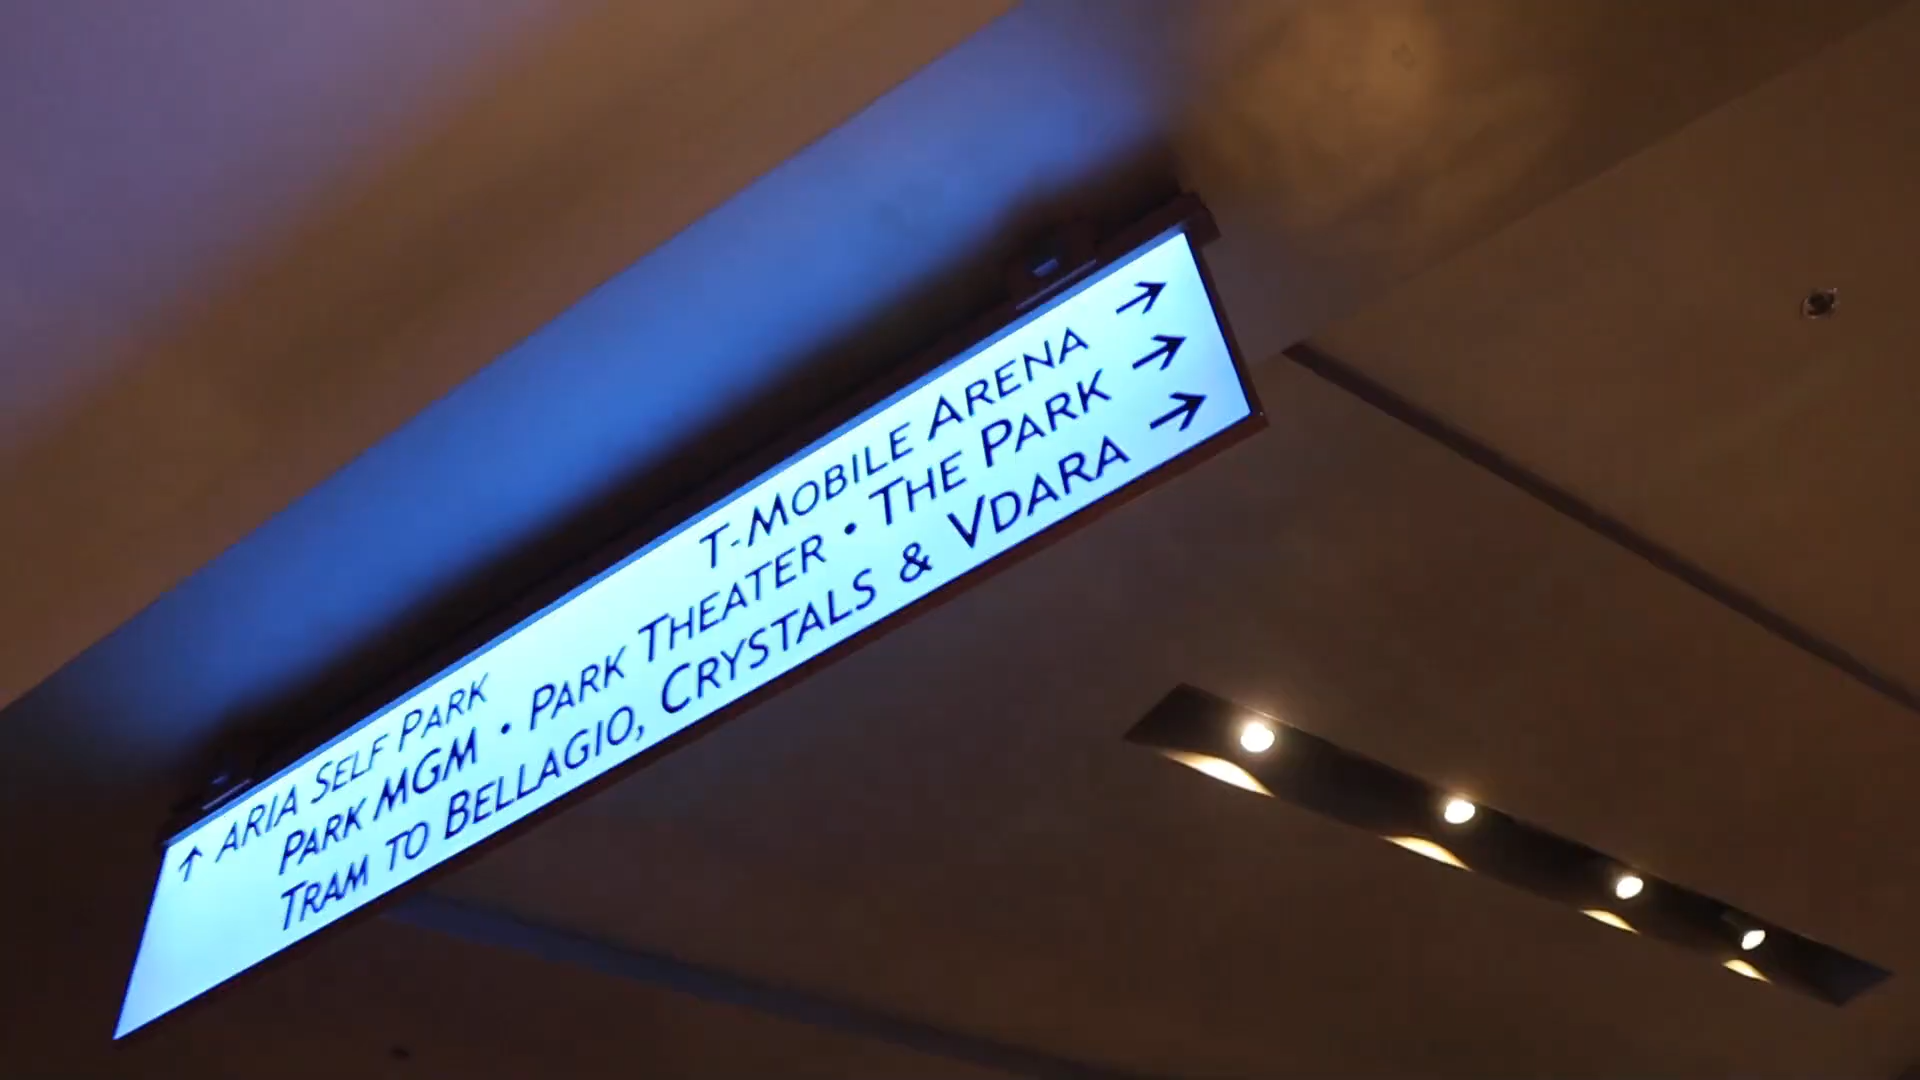 ↑ ARIA SELF PARK T-MOBILE ARENA →
PARK MGM • PARK THEATER • THE PARK →
TRAM TO BELLAGIO, CRYSTALS & VDARA →